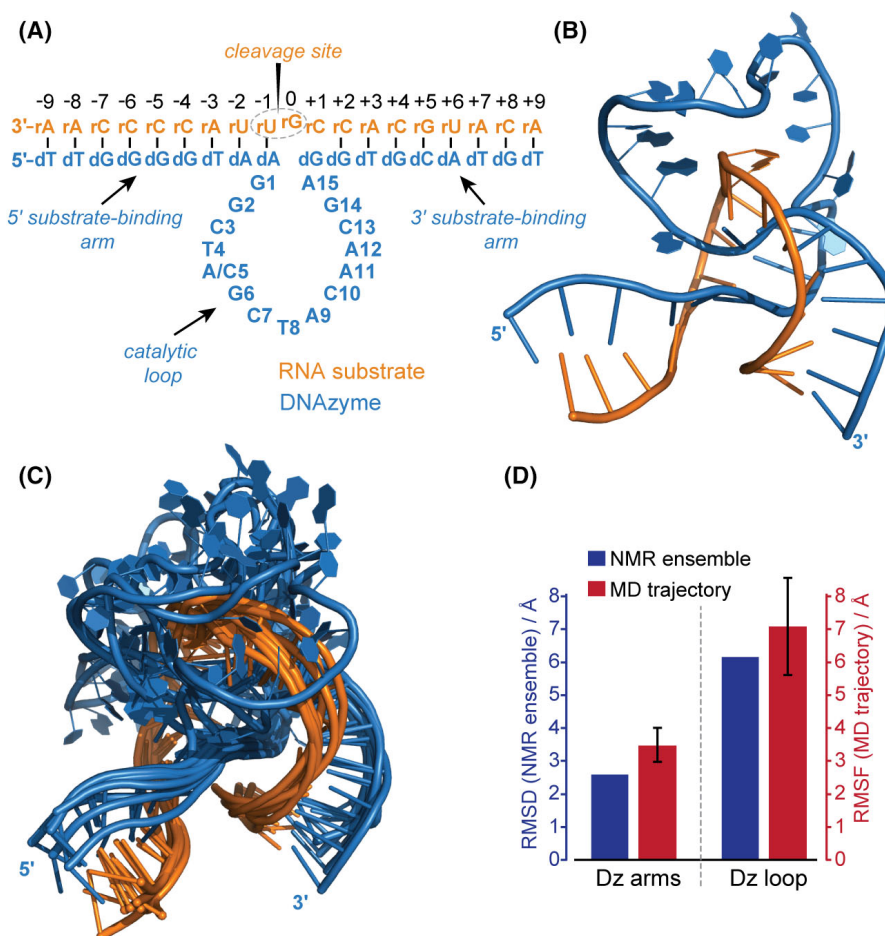 (A)
cleavage site
-9 -8 -7 -6 -5 -4 -3 -2 -1 0 +1 +2 +3 +4 +5 +6 +7 +8 +9
3'-rA rA rC rC rC rC rA rU rU rG rC rC rA rC rG rU rA rC rA
5'-dT dT dG dG dG dG dT dA dA dG dG dT dG dC dA dT dG dT
G1 A15
5' substrate-binding
arm
G2 G14
3' substrate-binding
arm
C3 C13
T4 A12
A/C5 A11
G6 C10
C7 T8 A9
catalytic
loop
RNA substrate
DNAzyme
(B)
5'
3'
(C)
5'
3'
(D)
NMR ensemble
MD trajectory
RMSD (NMR ensemble) / Å
8
7
6
5
4
3
2
1
0
8
7
6
5
4
3
2
1
0
RMSF (MD trajectory) / Å
Dz arms Dz loop